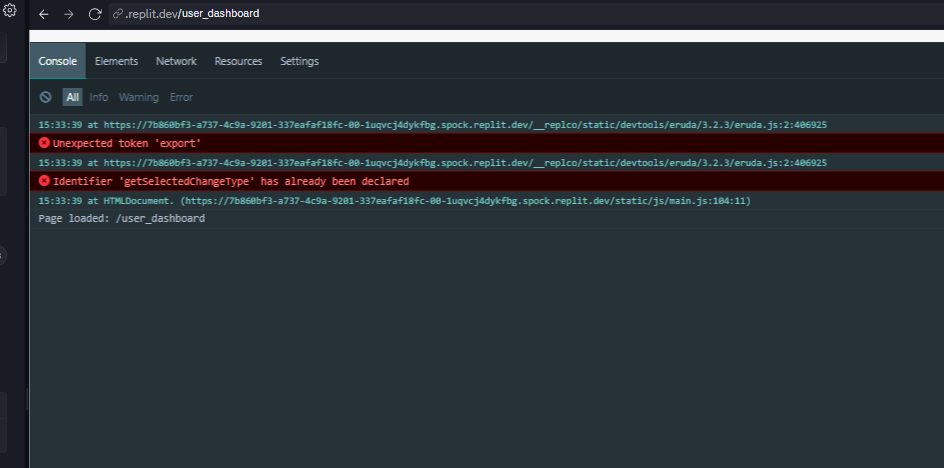 .replit.dev/user_dashboard
Console Elements Network Resources Settings
All Info Warning Error
15:33:39 at https://7b860bf3-a737-4c9a-9201-337eafaf18fc-00-1uqvcj4dykfbg.spock.replit.dev/__replco/static/devtools/eruda/3.2.3/eruda.js:2:406925
Unexpected token 'export'
15:33:39 at https://7b860bf3-a737-4c9a-9201-337eafaf18fc-00-1uqvcj4dykfbg.spock.replit.dev/__replco/static/devtools/eruda/3.2.3/eruda.js:2:406925
Identifier 'getSelectedChangeType' has already been declared
15:33:39 at HTMLDocument. (https://7b860bf3-a737-4c9a-9201-337eafaf18fc-00-1uqvcj4dykfbg.spock.replit.dev/static/js/main.js:104:11)
Page loaded: /user_dashboard